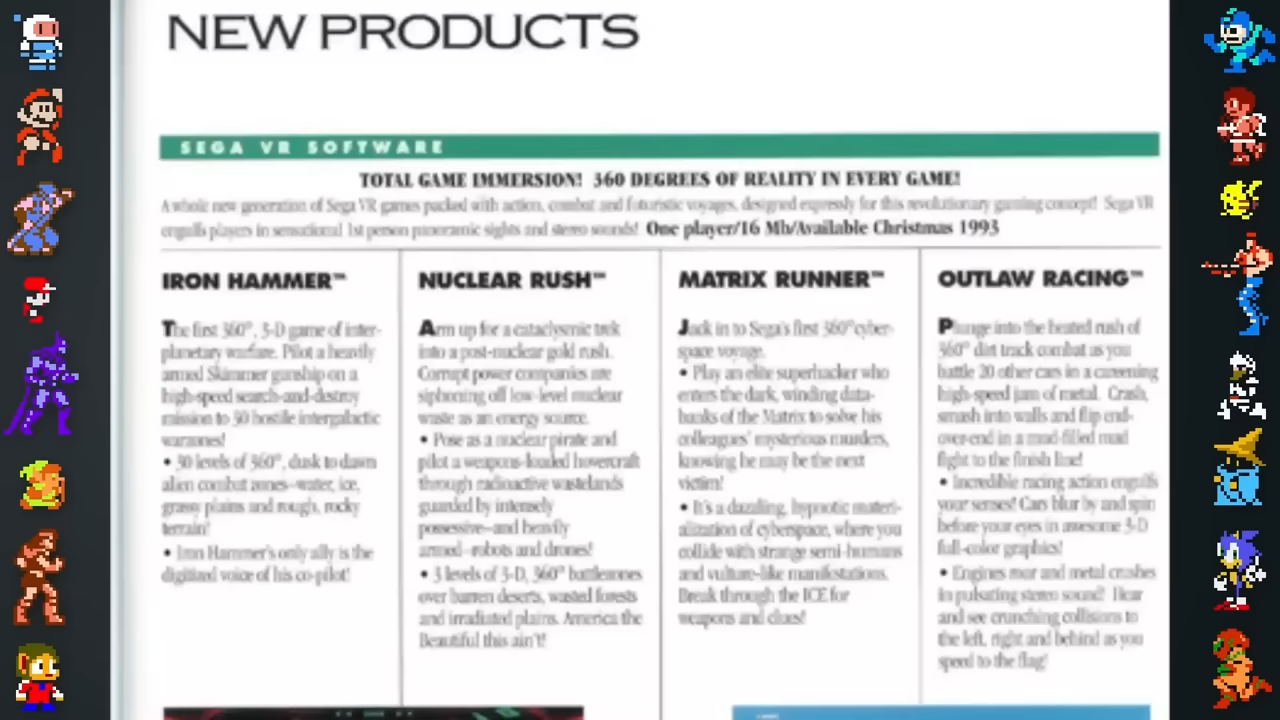 NEW PRODUCTS
SEGA VR SOFTWARE
TOTAL GAME IMMERSION! 360 DEGREES OF REALITY IN EVERY GAME!
A whole new generation of Sega VR games packed with action, combat and futuristic voyages, designed expressly for this revolutionary gaming concept! Sega VR
engulfs players in sensational 1st person panoramic sights and stereo sounds! One player/16 Mb/Available Christmas 1993
IRON HAMMER™
The first 360°, 3-D game of inter-
planetary warfare. Pilot a heavily
armed Skimmer gunship on a
high-speed search-and-destroy
mission to 30 hostile intergalactic
warzones!
• 30 levels of 360°, dusk to dawn
alien combat zones–water, ice,
grassy plains and rough, rocky
terrain!
• Iron Hammer's only ally is the
digitized voice of his co-pilot!
NUCLEAR RUSH™
Arm up for a cataclysmic trek
into a post-nuclear gold rush.
Corrupt power companies are
siphoning off low-level nuclear
waste as an energy source.
• Pose as a nuclear pirate and
pilot a weapons-loaded hovercraft
through radioactive wastelands
guarded by intensely
possessive–and heavily
armed–robots and drones!
• 3 levels of 3-D, 360° battlezones
over barren deserts, wasted forests
and irradiated plains. America the
Beautiful this ain't!
MATRIX RUNNER™
Jack in to Sega's first 360° cyber-
space voyage.
• Play an elite superhacker who
enters the dark, winding data-
banks of the Matrix to solve his
colleagues' mysterious murders,
knowing he may be the next
victim!
• It's a dazzling, hypnotic materi-
alization of cyberspace, where you
collide with strange semi-humans
and vulture-like manifestations.
Break through the ICE for
weapons and clues!
OUTLAW RACING™
Plunge into the heated rush of
360° dirt track combat as you
battle 20 other cars in a careening
high-speed jam of metal. Crash,
smash into walls and flip end-
over-end in a mud-filled mad
fight to the finish line!
• Incredible racing action engulfs
your senses! Cars blur by and spin
before your eyes in awesome 3-D
full-color graphics!
• Engines roar and metal crashes
in pulsating stereo sound! Hear
and see crunching collisions to
the left, right and behind as you
speed to the flag!